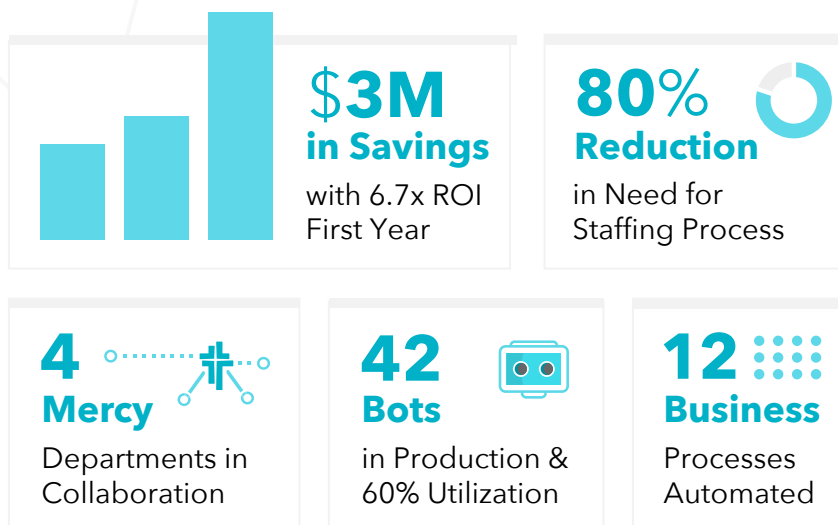 $3M
in Savings
with 6.7x ROI
First Year
80%
Reduction
in Need for
Staffing Process
4
Mercy
Departments in
Collaboration
42
Bots
in Production &
60% Utilization
12
Business
Processes
Automated